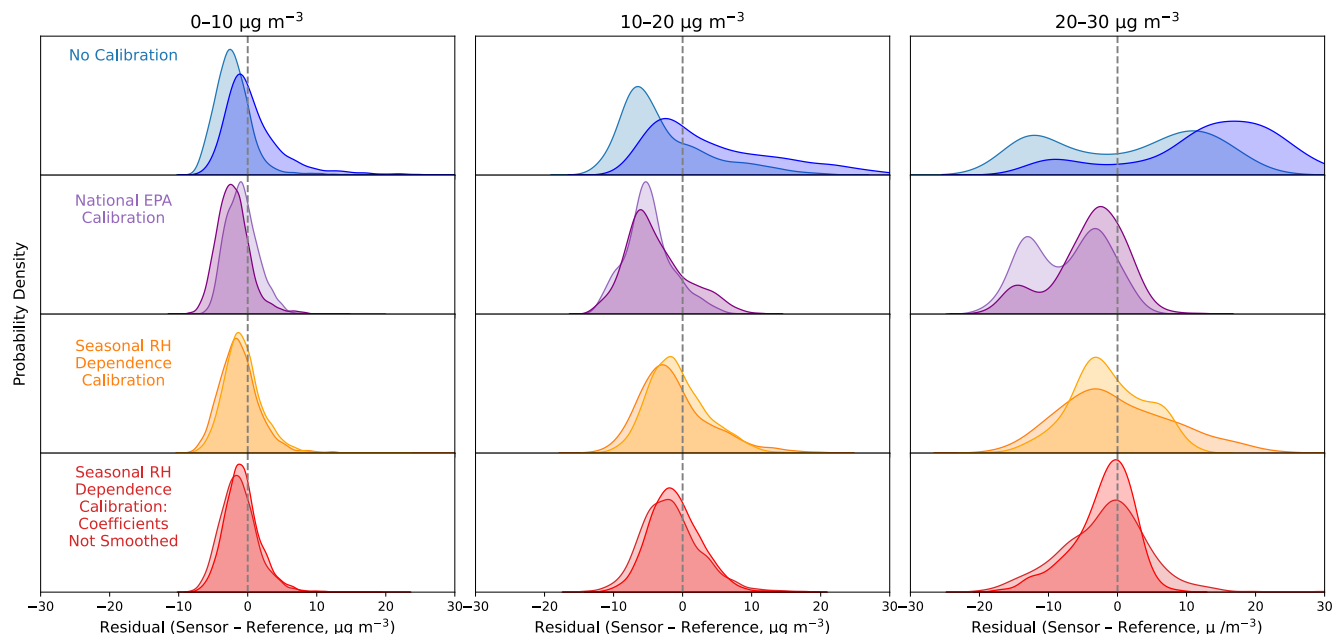 0–10 μg m⁻³
10–20 μg m⁻³
20–30 μg m⁻³
Probability Density
No Calibration
National EPA
Calibration
Seasonal RH
Dependence
Calibration
Seasonal RH
Dependence
Calibration:
Coefficients
Not Smoothed
−30 −20 −10 0 10 20 30
−30 −20 −10 0 10 20 30
−30 −20 −10 0 10 20 30
Residual (Sensor – Reference, μg m⁻³)
Residual (Sensor – Reference, μg m⁻³)
Residual (Sensor – Reference, μ /m⁻³)